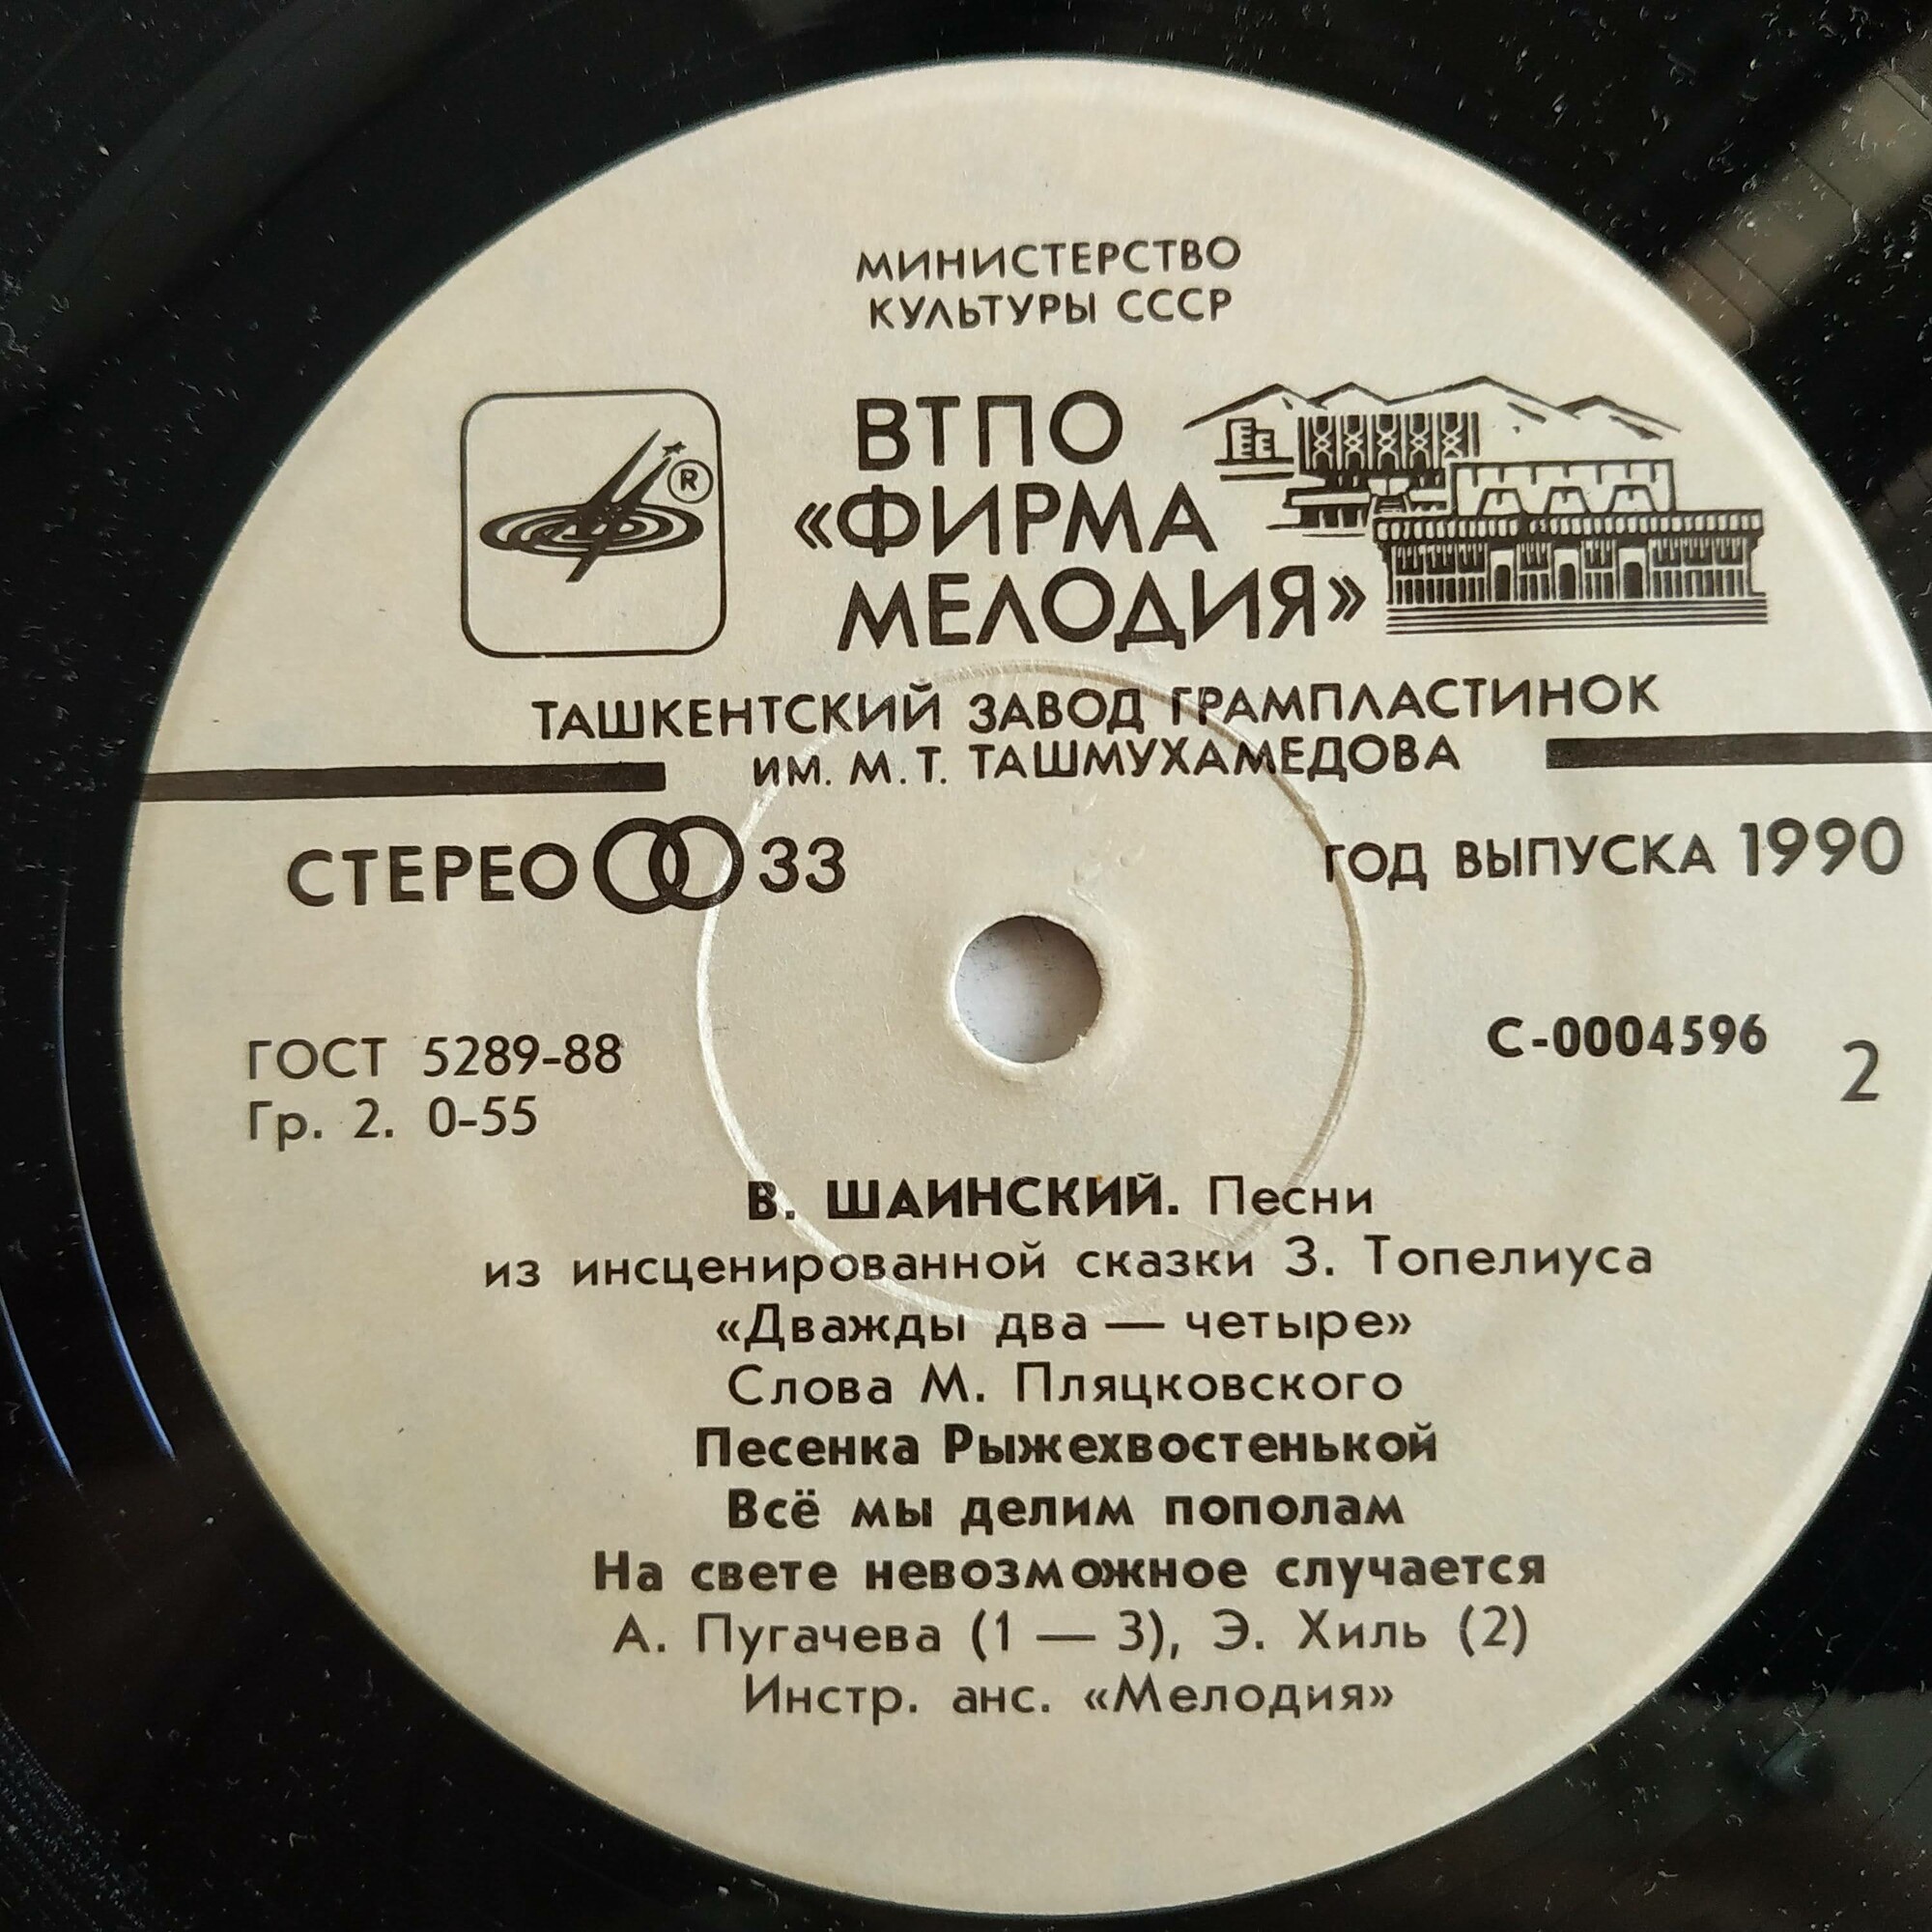 МИНИСТЕРСТВО
КУЛЬТУРЫ СССР
ВТПО
«ФИРМА
МЕЛОДИЯ»
®
ТАШКЕНТСКИЙ ЗАВОД ГРАМПЛАСТИНОК
ИМ. М.Т. ТАШМУХАМЕДОВА
СТЕРЕО 33
ГОД ВЫПУСКА 1990
ГОСТ 5289-88
Гр. 2. 0-55
С-0004596
2
В. ШАИНСКИЙ. Песни
из инсценированной сказки З. Топелиуса
«Дважды два — четыре»
Слова М. Пляцковского
Песенка Рыжехвостенькой
Всё мы делим пополам
На свете невозможное случается
А. Пугачева (1 — 3), Э. Хиль (2)
Инстр. анс. «Мелодия»